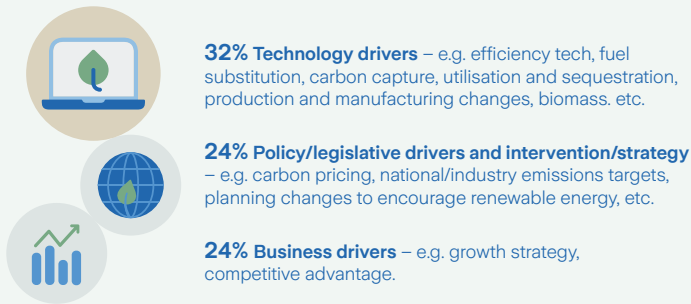 32% Technology drivers – e.g. efficiency tech, fuel
substitution, carbon capture, utilisation and sequestration,
production and manufacturing changes, biomass. etc.
24% Policy/legislative drivers and intervention/strategy
– e.g. carbon pricing, national/industry emissions targets,
planning changes to encourage renewable energy, etc.
24% Business drivers – e.g. growth strategy,
competitive advantage.